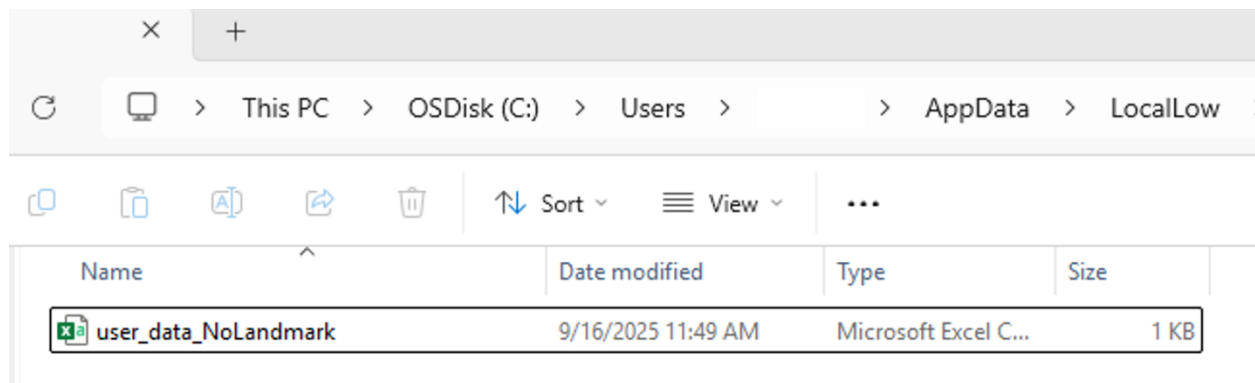 This PC > OSDisk (C:) > Users > > AppData > LocalLow
Sort View
Name Date modified Type Size
user_data_NoLandmark 9/16/2025 11:49 AM Microsoft Excel C... 1 KB